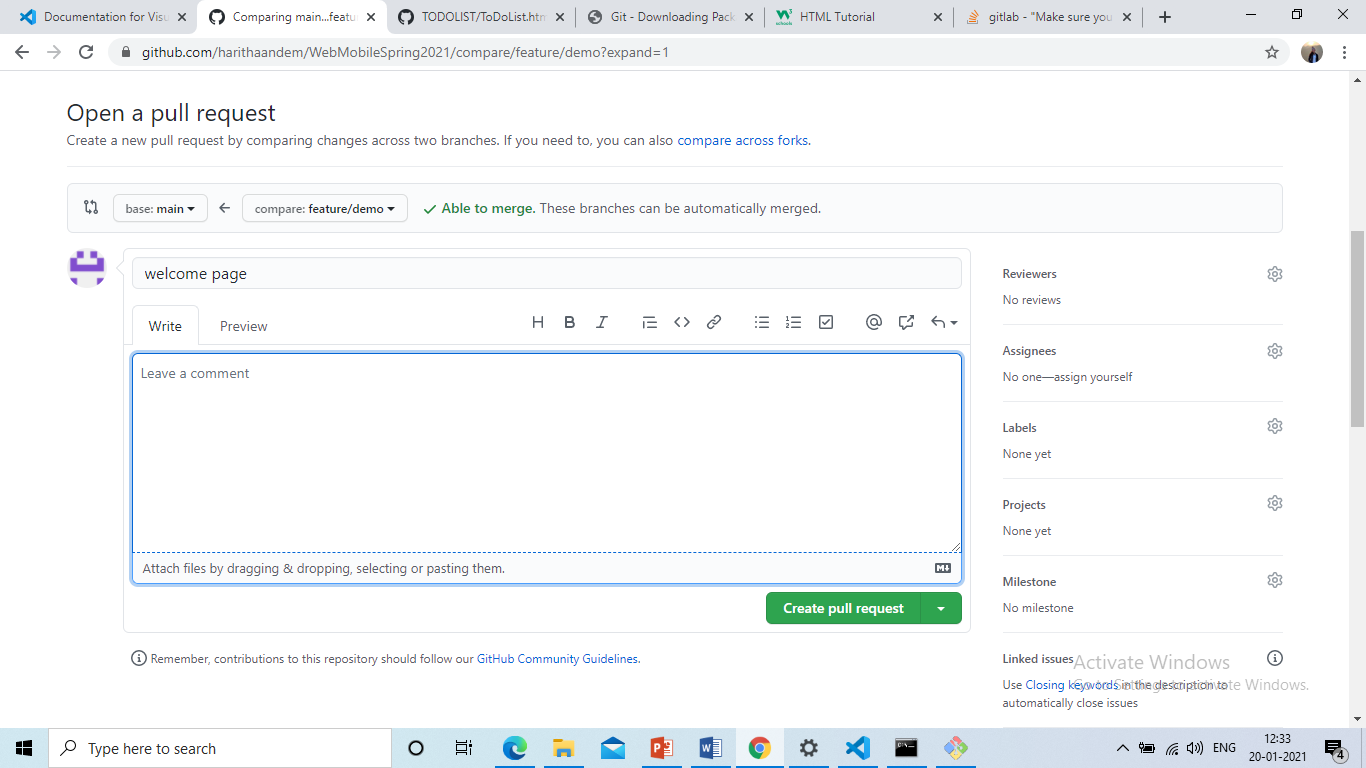 Documentation for Visu
Comparing main...featu
TODOLIST/ToDoList.htm
Git - Downloading Pack
HTML Tutorial
gitlab - "Make sure you
github.com/harithaandem/WebMobileSpring2021/compare/feature/demo?expand=1
Open a pull request
Create a new pull request by comparing changes across two branches. If you need to, you can also compare across forks.
base: main
compare: feature/demo
Able to merge. These branches can be automatically merged.
welcome page
Write
Preview
H B I
Leave a comment
Attach files by dragging & dropping, selecting or pasting them.
Create pull request
Remember, contributions to this repository should follow our GitHub Community Guidelines.
Reviewers
No reviews
Assignees
No one—assign yourself
Labels
None yet
Projects
None yet
Milestone
No milestone
Linked issues
Use Closing keywords in the description to
automatically close issues
Activate Windows
Go to Settings to activate Windows.
Type here to search
ENG
12:33
20-01-2021
4